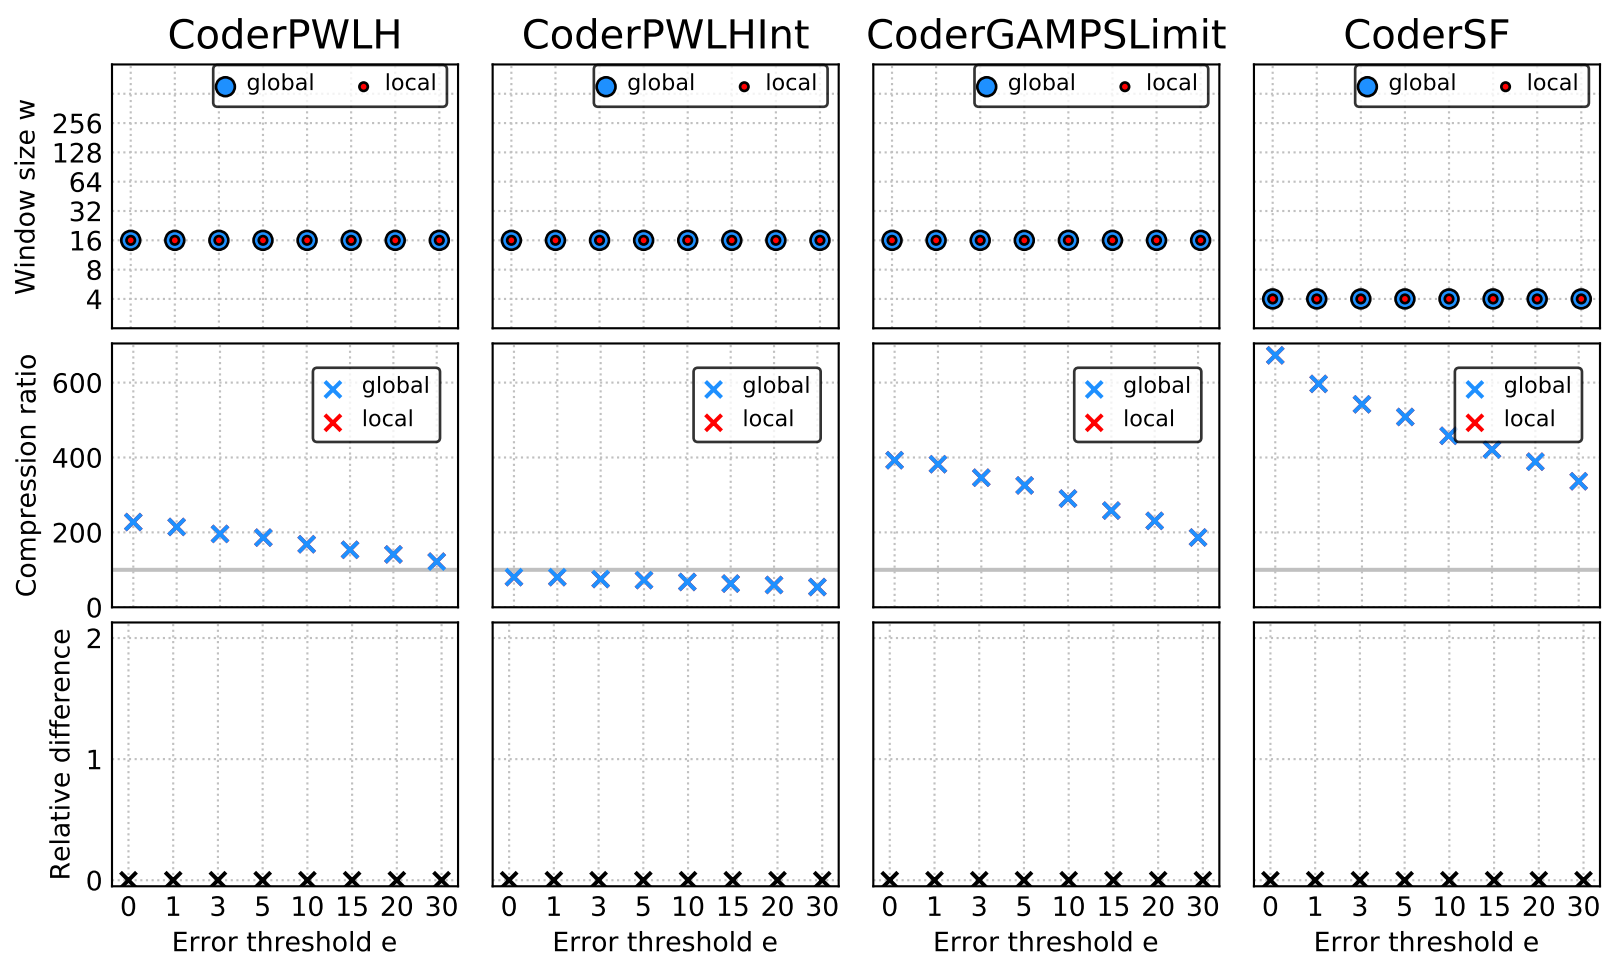 CoderPWLH CoderPWLHInt CoderGAMPSLimit CoderSF
global local global local global local global local
Window size w
256
128
64
32
16
8
4
Compression ratio
global global global global
local local local local
600
400
200
0
Relative difference
2
1
0
0 1 3 5 10 15 20 30 0 1 3 5 10 15 20 30 0 1 3 5 10 15 20 30 0 1 3 5 10 15 20 30
Error threshold e Error threshold e Error threshold e Error threshold e